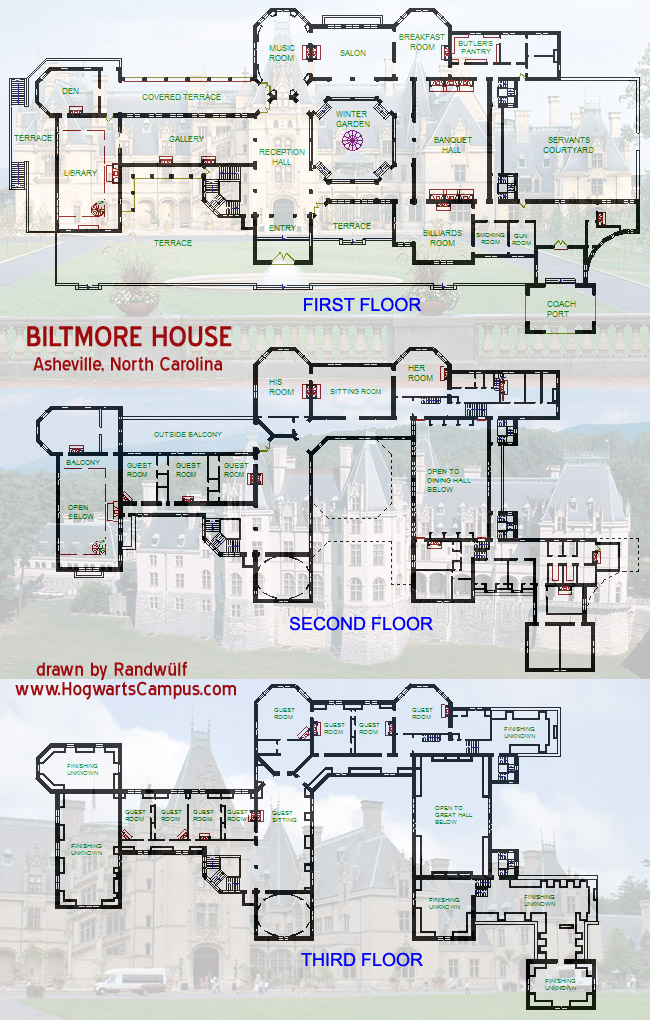 MUSIC
ROOM
SALON
BREAKFAST
ROOM
BUTLER'S
PANTRY
DEN
COVERED TERRACE
WINTER
GARDEN
TERRACE
GALLERY
RECEPTION
HALL
BANQUET
HALL
SERVANTS
COURTYARD
LIBRARY
ENTRY
TERRACE
TERRACE
BILLIARDS
ROOM
SMOKING
ROOM
GUN
ROOM
COACH
PORT
FIRST FLOOR
BILTMORE HOUSE
Asheville, North Carolina
HIS
ROOM
SITTING ROOM
HER
ROOM
OUTSIDE BALCONY
BALCONY
GUEST
ROOM
GUEST
ROOM
GUEST
ROOM
OPEN TO
DINING HALL
BELOW
OPEN
BELOW
SECOND FLOOR
drawn by Randwülf
www.HogwartsCampus.com
GUEST
ROOM
GUEST
ROOM
GUEST
ROOM
GUEST
ROOM
FINISHING
UNKNOWN
FINISHING
UNKNOWN
GUEST
ROOM
GUEST
ROOM
GUEST
ROOM
GUEST
ROOM
GUEST
SITTING
OPEN TO
GREAT HALL
BELOW
FINISHING
UNKNOWN
FINISHING
UNKNOWN
FINISHING
UNKNOWN
FINISHING
UNKNOWN
THIRD FLOOR